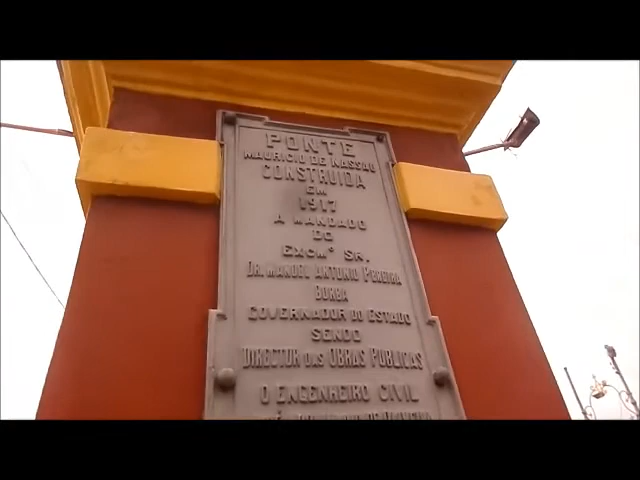 PONTE
MAURICIO DE NASSAU
CONSTRUIDA
EM
1917
A MANDADO
DO
EXCMº SR.
DR. MANOEL ANTONIO PEREIRA
BORBA
GOVERNADOR DO ESTADO
SENDO
DIRECTOR DAS OBRAS PUBLICAS
O ENGENHEIRO CIVIL